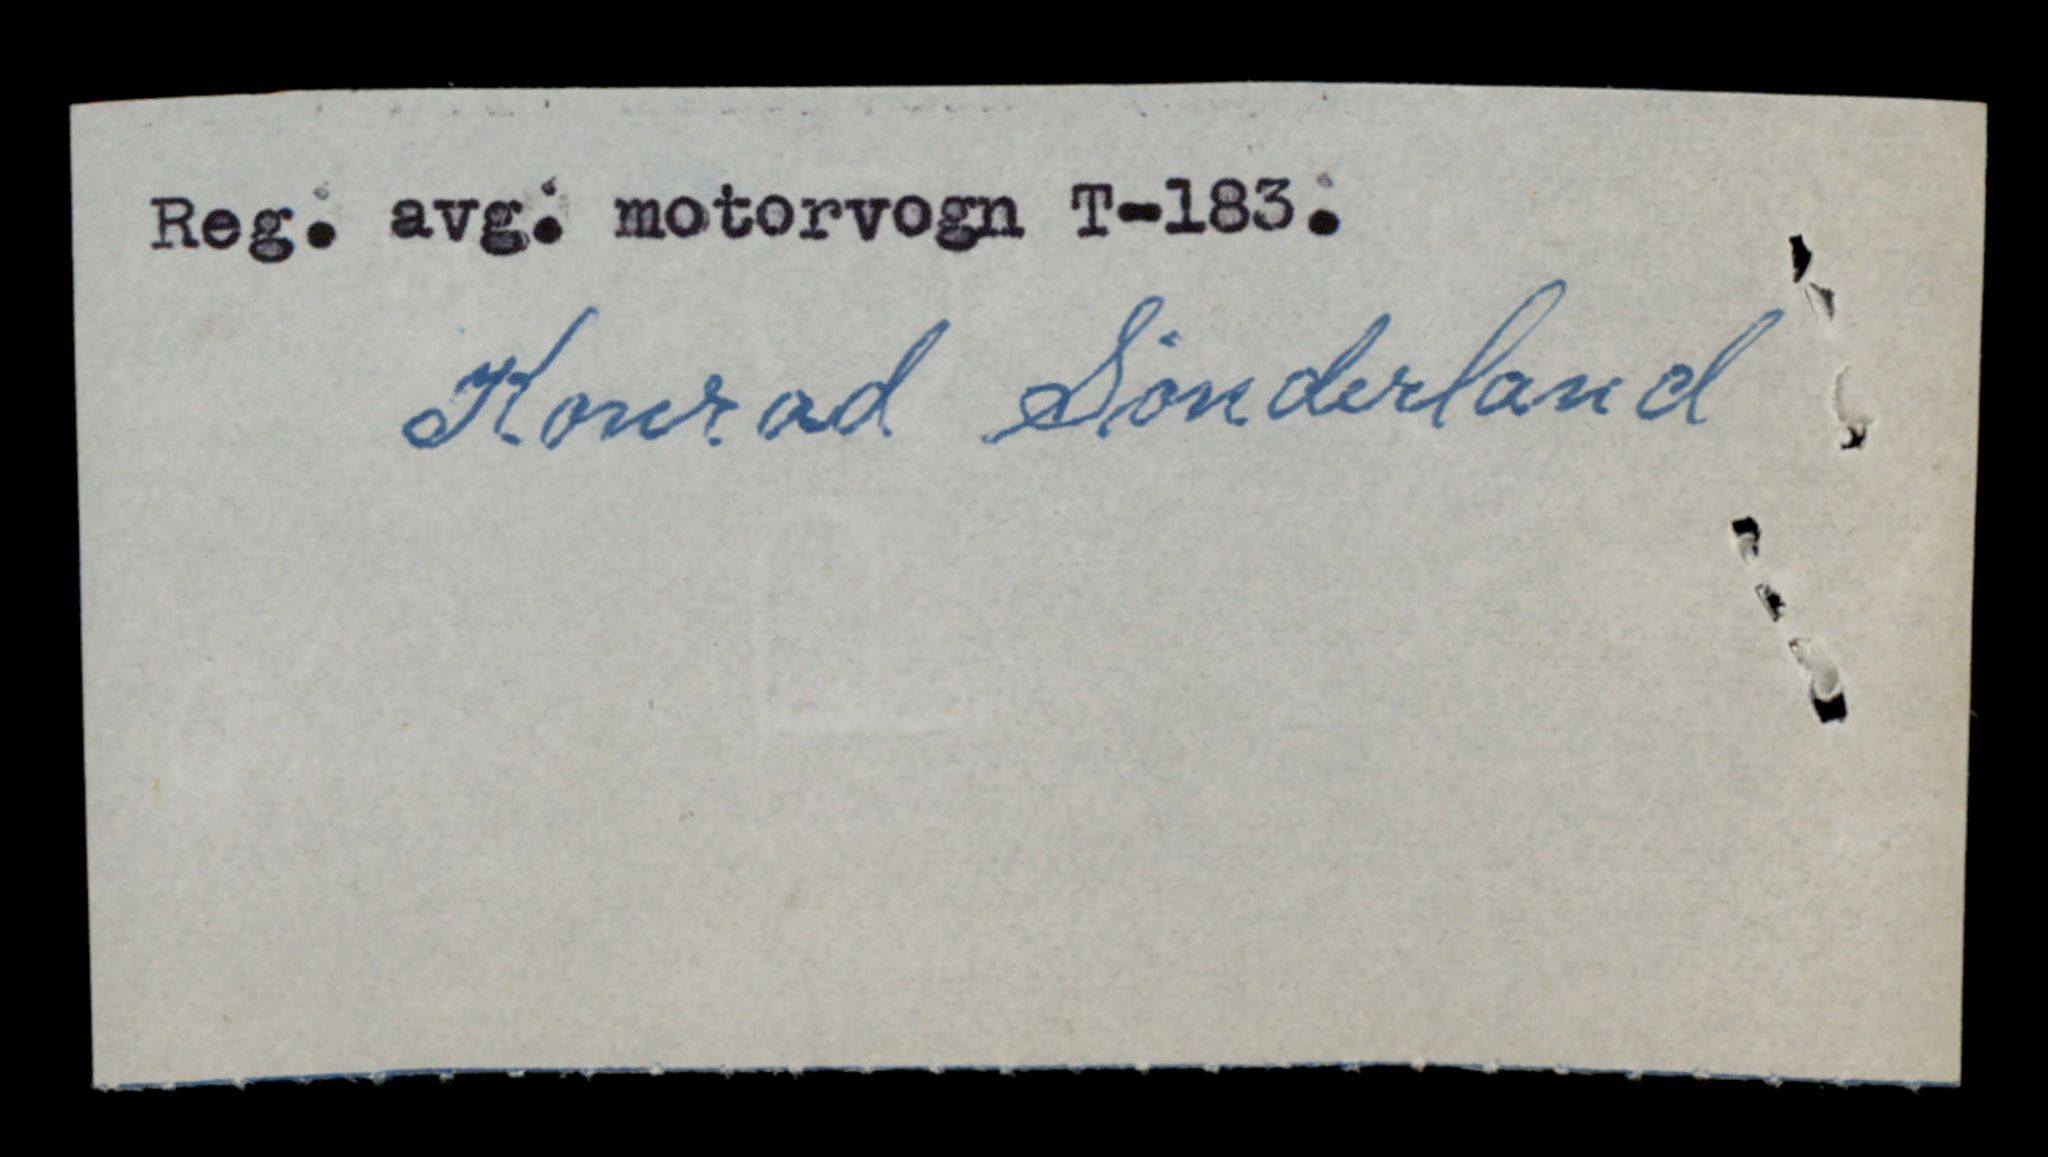 Reg. avg. motorvogn T-183.
Konrad Sönderland